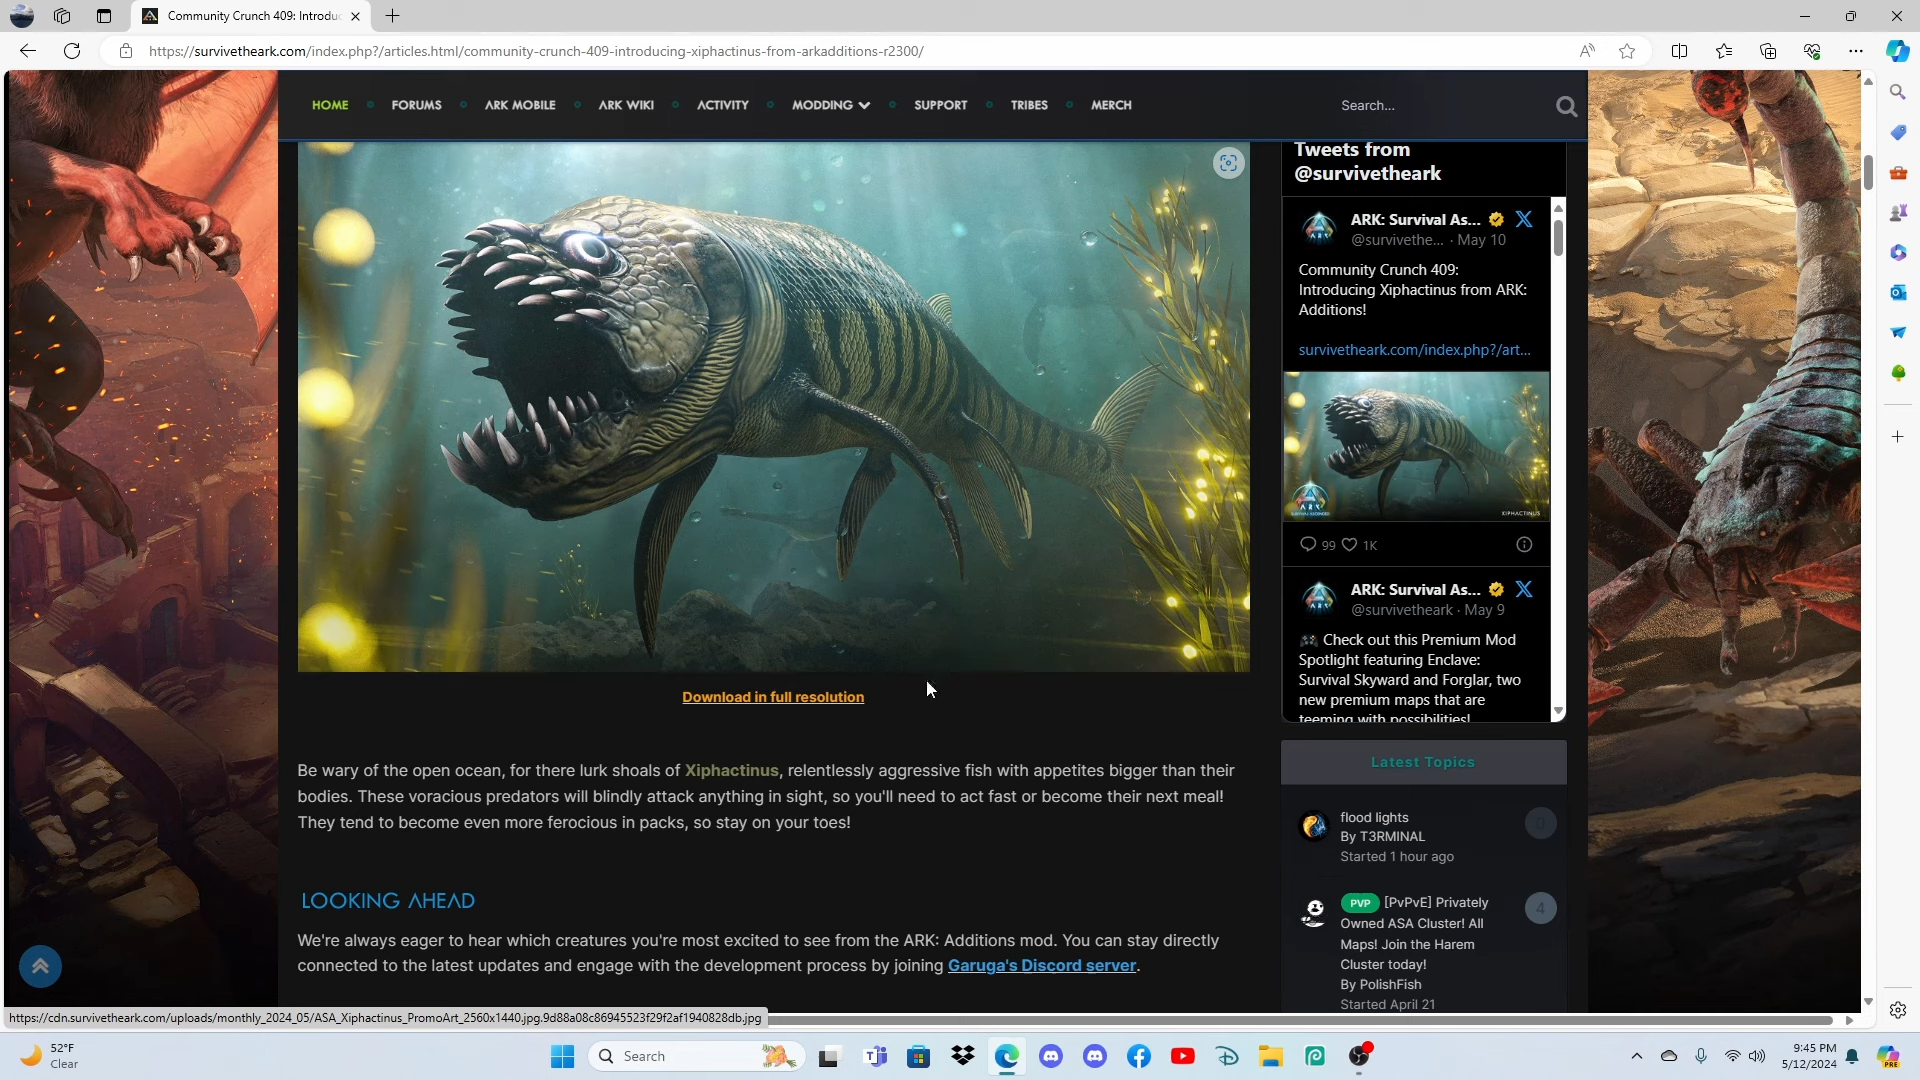 Community Crunch 409: Introduc
https://survivetheark.com/index.php?/articles.html/community-crunch-409-introducing-xiphactinus-from-arkadditions-r2300/
HOME
FORUMS
ARK MOBILE
ARK WIKI
ACTIVITY
MODDING
SUPPORT
TRIBES
MERCH
Search...
Download in full resolution
Be wary of the open ocean, for there lurk shoals of Xiphactinus, relentlessly aggressive fish with appetites bigger than their
bodies. These voracious predators will blindly attack anything in sight, so you'll need to act fast or become their next meal!
They tend to become even more ferocious in packs, so stay on your toes!
LOOKING AHEAD
We're always eager to hear which creatures you're most excited to see from the ARK: Additions mod. You can stay directly
connected to the latest updates and engage with the development process by joining Garuga's Discord server.
Tweets from
@survivetheark
ARK: Survival As...
@survivethe... · May 10
Community Crunch 409:
Introducing Xiphactinus from ARK:
Additions!
survivetheark.com/index.php?/art...
ARK
SURVIVAL ASCENDED
XIPHACTINUS
99 1K
ARK: Survival As...
@survivetheark · May 9
Check out this Premium Mod
Spotlight featuring Enclave:
Survival Skyward and Forglar, two
new premium maps that are
teeming with possibilities!
Latest Topics
flood lights
By T3RMINAL
Started 1 hour ago
0
PVP [PvPvE] Privately
Owned ASA Cluster! All
Maps! Join the Harem
Cluster today!
By PolishFish
Started April 21
4
https://cdn.survivetheark.com/uploads/monthly_2024_05/ASA_Xiphactinus_PromoArt_2560x1440.jpg.9d88a08c86945523f29f2af1940828db.jpg
52°F
Clear
Search
9:45 PM
5/12/2024
PRE